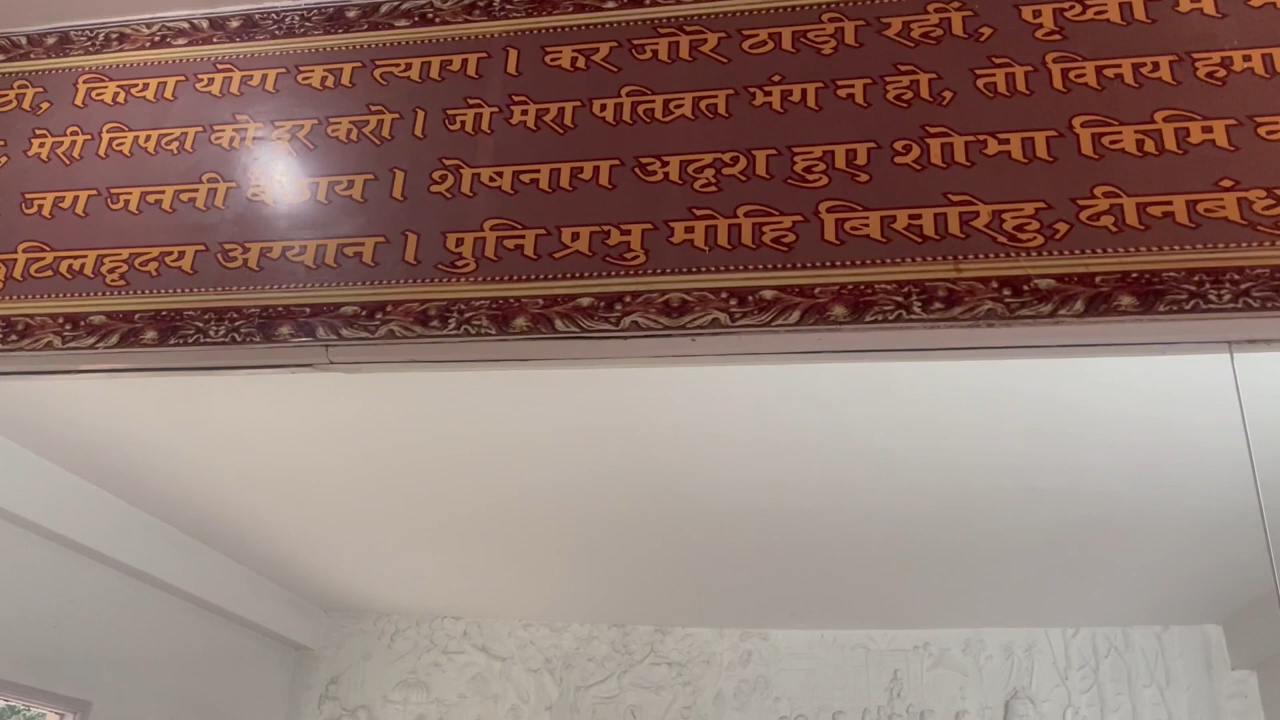 ठी, किया योग का त्याग । कर जोरे ठाड़ी रहीं, पृथ्वी में
मेरी विपदा को दूर करो । जो मेरा पतिव्रत भंग न हो, तो विनय हमा
जग जननी । शेषनाग अदृश हुए शोभा किमि
कुटिलहृदय अग्यान । पुनि प्रभु मोहि बिसारेहु, दीनबंधु